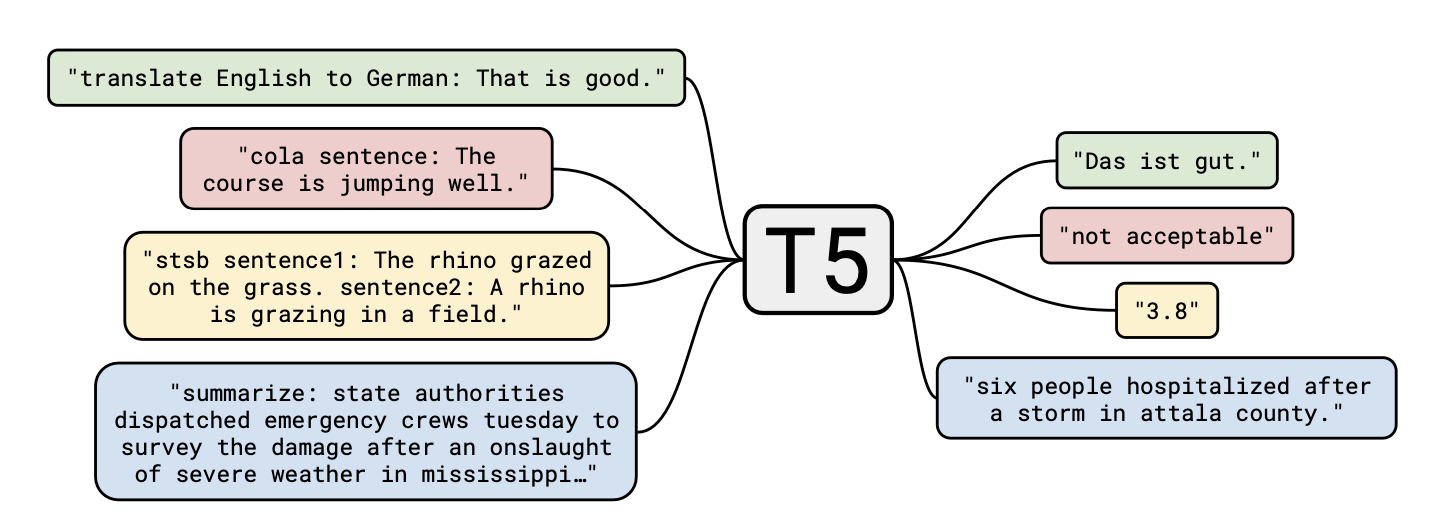 "translate English to German: That is good."
"cola sentence: The
course is jumping well."
"stsb sentence1: The rhino grazed
on the grass. sentence2: A rhino
is grazing in a field."
"summarize: state authorities
dispatched emergency crews tuesday to
survey the damage after an onslaught
of severe weather in mississippi…"
T5
"Das ist gut."
"not acceptable"
"3.8"
"six people hospitalized after
a storm in attala county."